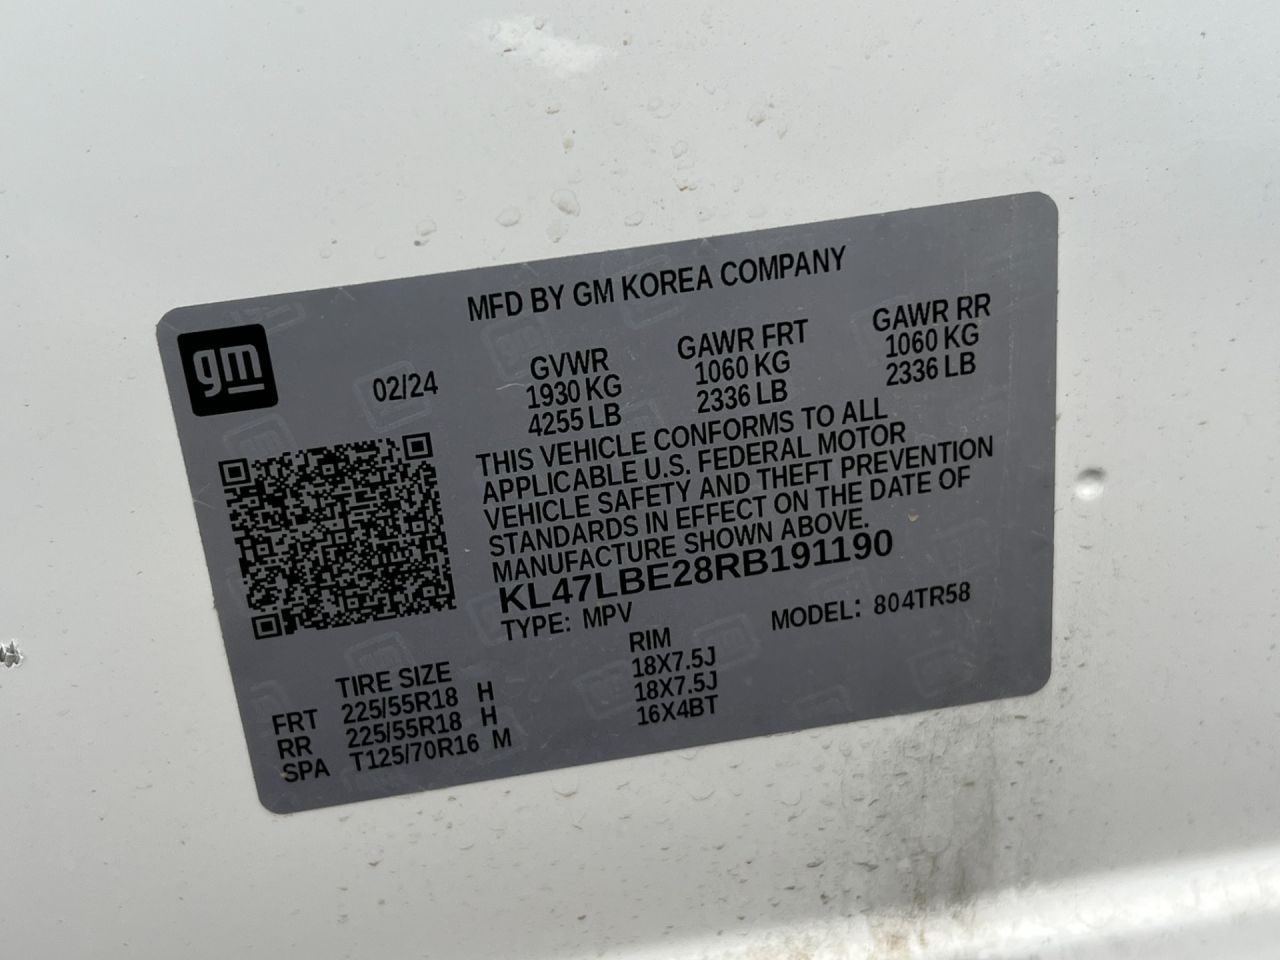 MFD BY GM KOREA COMPANY
gm
02/24
GVWR GAWR FRT GAWR RR
1930 KG 1060 KG 1060 KG
4255 LB 2336 LB 2336 LB
THIS VEHICLE CONFORMS TO ALL
APPLICABLE U.S. FEDERAL MOTOR
VEHICLE SAFETY AND THEFT PREVENTION
STANDARDS IN EFFECT ON THE DATE OF
MANUFACTURE SHOWN ABOVE.
KL47LBE28RB191190
TYPE: MPV MODEL: 804TR58
TIRE SIZE RIM
FRT 225/55R18 H 18X7.5J
RR 225/55R18 H 18X7.5J
SPA T125/70R16 M 16X4BT